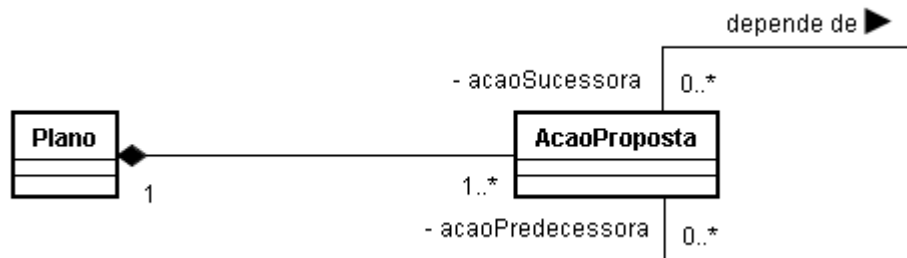 depende de
- acaoSucessora 0..*
Plano AcaoProposta
1 1..*
- acaoPredecessora 0..*